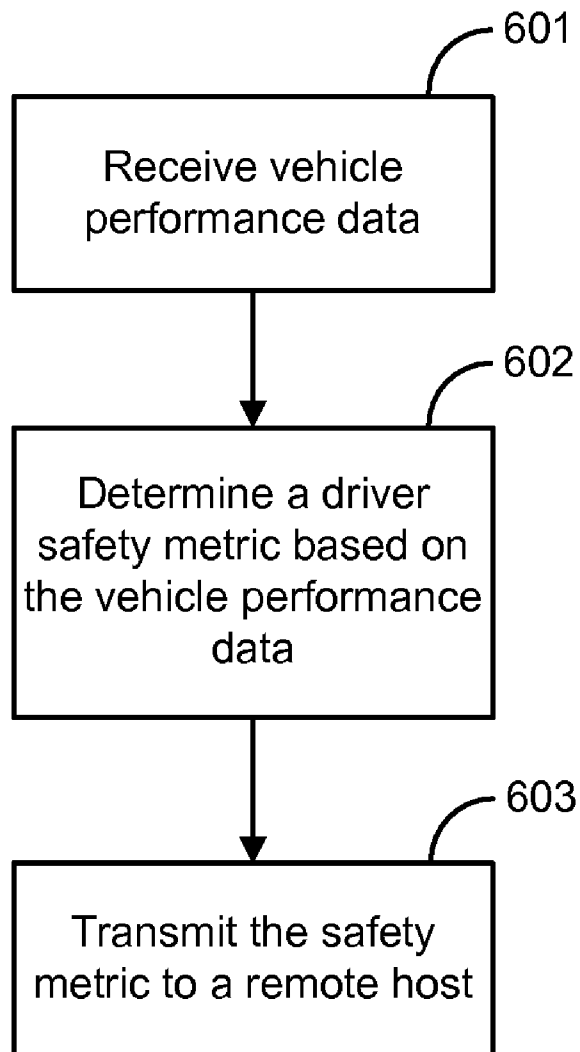 601
Receive vehicle
performance data
602
Determine a driver
safety metric based on
the vehicle performance
data
603
Transmit the safety
metric to a remote host